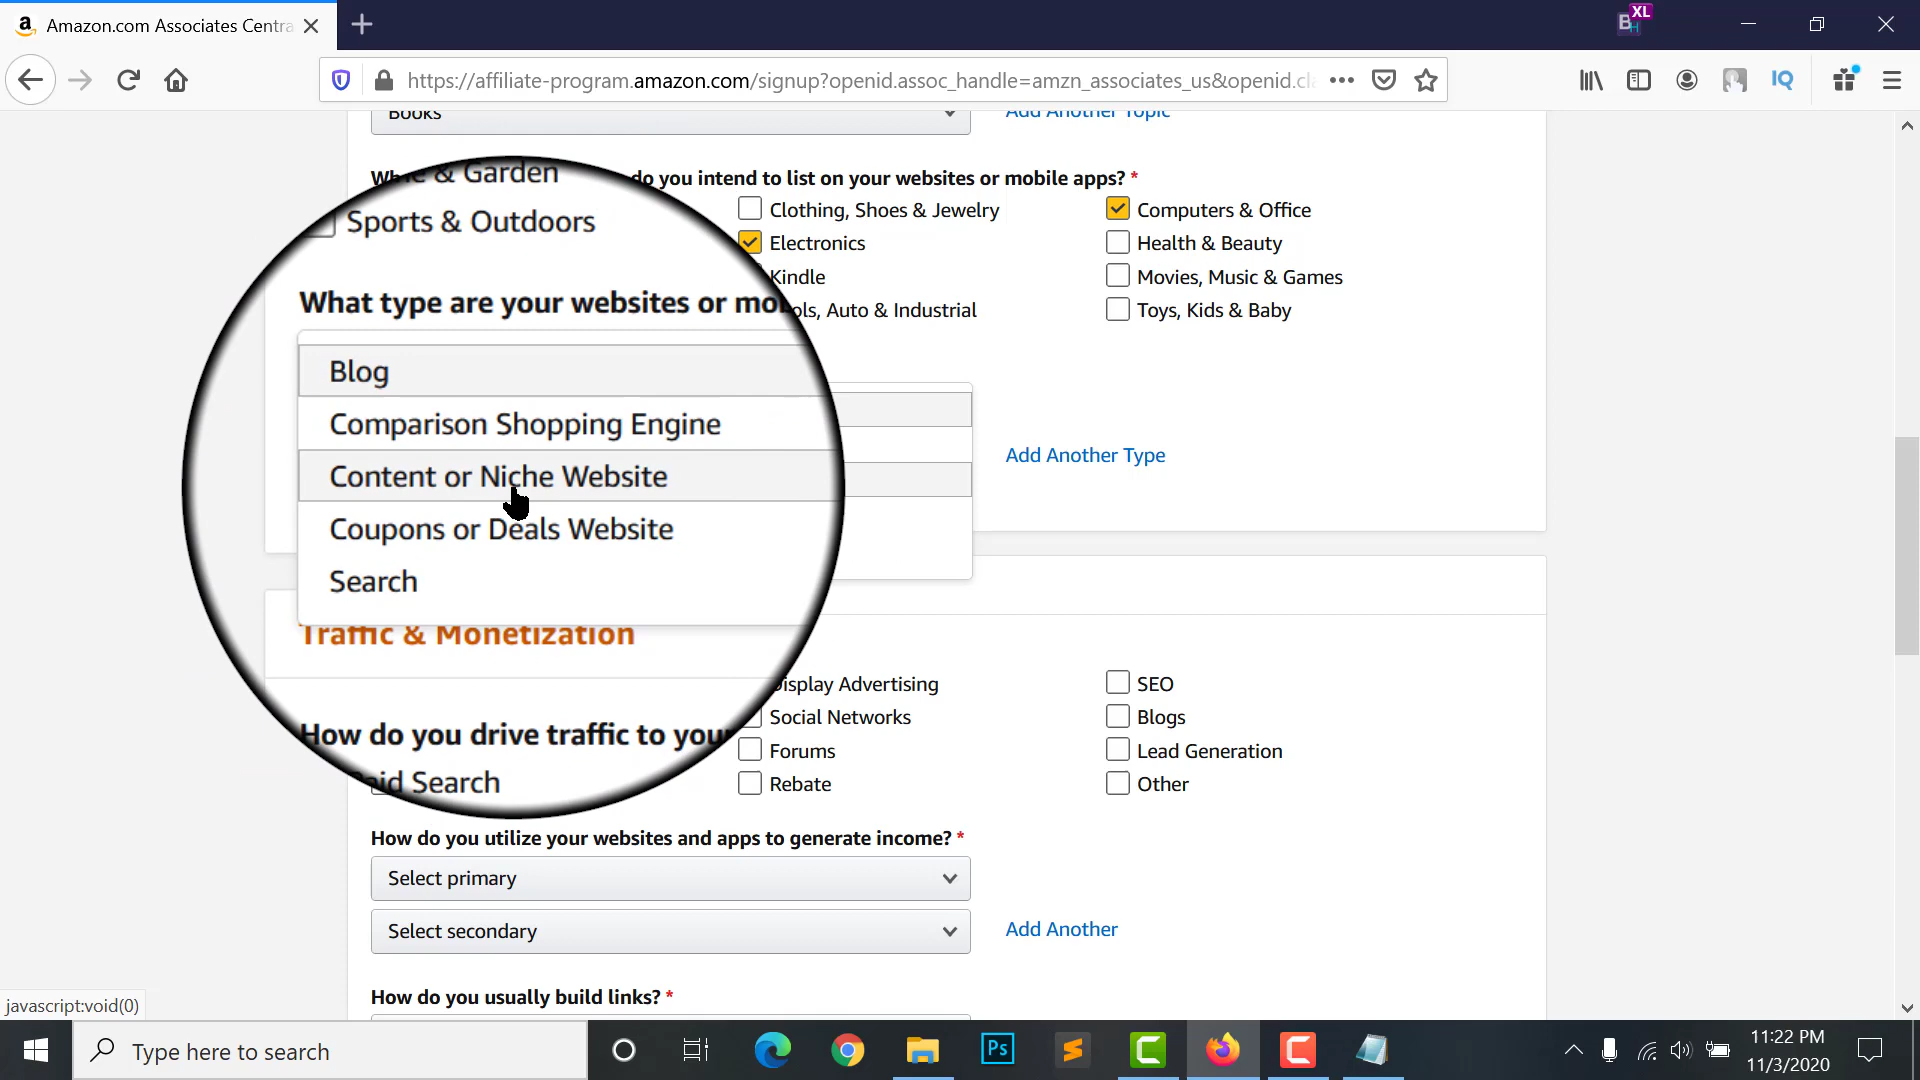 a Amazon.com Associates Centra
XL
BH
https://affiliate-program.amazon.com/signup?openid.assoc_handle=amzn_associates_us&openid.cl
IQ
Books
Add Another Topic
do you intend to list on your websites or mobile apps? *
& Garden
Clothing, Shoes & Jewelry
Computers & Office
Sports & Outdoors
Electronics
Health & Beauty
Kindle
Movies, Music & Games
ols, Auto & Industrial
Toys, Kids & Baby
What type are your websites or mo
Blog
Comparison Shopping Engine
Content or Niche Website
Add Another Type
Coupons or Deals Website
Search
Traffic & Monetization
Display Advertising
SEO
Social Networks
Blogs
How do you drive traffic to your
Forums
Lead Generation
Paid Search
Rebate
Other
How do you utilize your websites and apps to generate income? *
Select primary
Select secondary
Add Another
How do you usually build links? *
javascript:void(0)
Type here to search
Ps
11:22 PM
11/3/2020